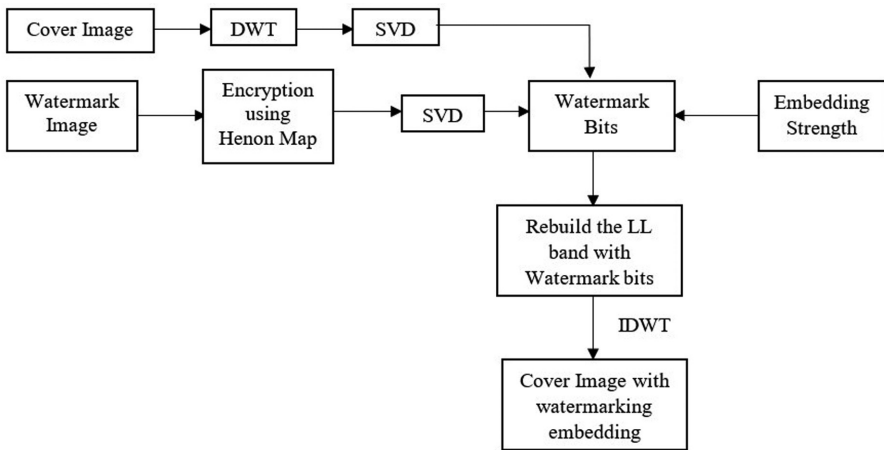 Cover Image
DWT
SVD
Watermark
Image
Encryption
using
Henon Map
SVD
Watermark
Bits
Embedding
Strength
Rebuild the LL
band with
Watermark bits
IDWT
Cover Image with
watermarking
embedding